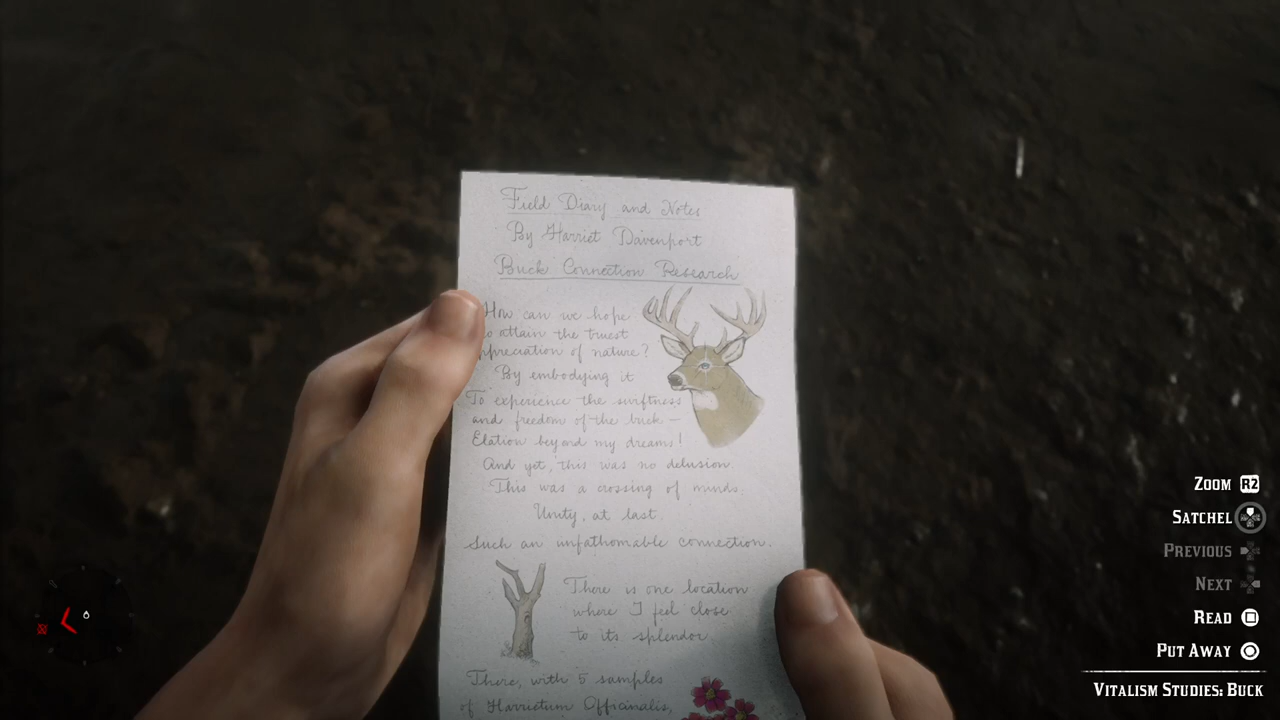 Field Diary and Notes
By Harriet Davenport
Buck Connection Research
How can we hope
to attain the truest
appreciation of nature?
By embodying it
To experience the swiftness
and freedom of the buck –
Elation beyond my dreams!
And yet, this was no delusion.
This was a crossing of minds.
Unity, at last.
Such an unfathomable connection.
There is one location
where I feel close
to its splendor.
There, with 5 samples
of Harrietum Officinalis,
ZOOM R2
SATCHEL
PREVIOUS
NEXT
READ
PUT AWAY
VITALISM STUDIES: BUCK